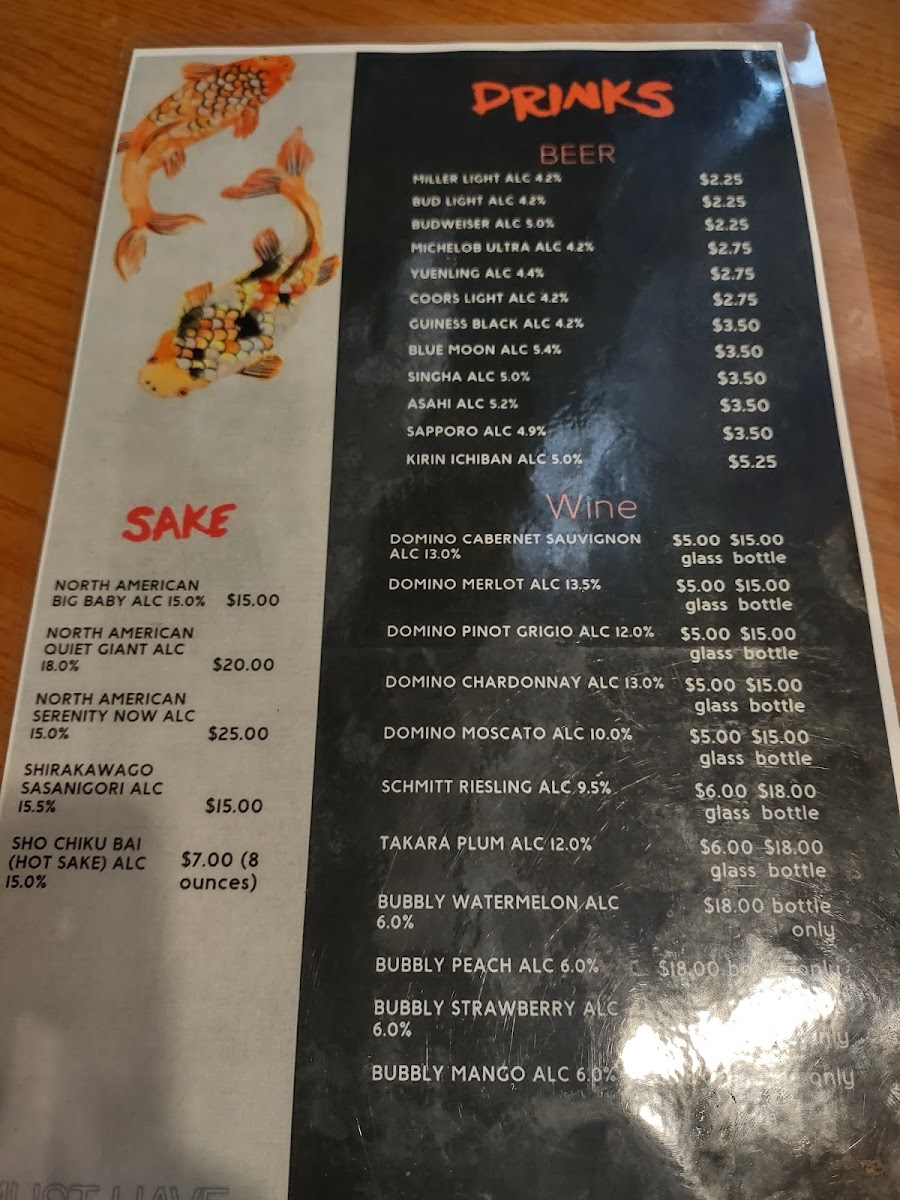 DRINKS
BEER
MILLER LIGHT ALC 4.2% $2.25
BUD LIGHT ALC 4.2% $2.25
BUDWEISER ALC 5.0% $2.25
MICHELOB ULTRA ALC 4.2% $2.75
YUENLING ALC 4.4% $2.75
COORS LIGHT ALC 4.2% $2.75
GUINESS BLACK ALC 4.2% $3.50
BLUE MOON ALC 5.4% $3.50
SINGHA ALC 5.0% $3.50
ASAHI ALC 5.2% $3.50
SAPPORO ALC 4.9% $3.50
KIRIN ICHIBAN ALC 5.0% $5.25
Wine
DOMINO CABERNET SAUVIGNON $5.00 $15.00
ALC 13.0% glass bottle
DOMINO MERLOT ALC 13.5% $5.00 $15.00
glass bottle
DOMINO PINOT GRIGIO ALC 12.0% $5.00 $15.00
glass bottle
DOMINO CHARDONNAY ALC 13.0% $5.00 $15.00
glass bottle
DOMINO MOSCATO ALC 10.0% $5.00 $15.00
glass bottle
SCHMITT RIESLING ALC 9.5% $6.00 $18.00
glass bottle
TAKARA PLUM ALC 12.0% $6.00 $18.00
glass bottle
BUBBLY WATERMELON ALC $18.00 bottle
6.0% only
BUBBLY PEACH ALC 6.0% $18.00 only
BUBBLY STRAWBERRY ALC
6.0% only
BUBBLY MANGO ALC 6.0% only
SAKE
NORTH AMERICAN
BIG BABY ALC 15.0% $15.00
NORTH AMERICAN
QUIET GIANT ALC
18.0% $20.00
NORTH AMERICAN
SERENITY NOW ALC
15.0% $25.00
SHIRAKAWAGO
SASANIGORI ALC
15.5% $15.00
SHO CHIKU BAI
(HOT SAKE) ALC $7.00 (8
15.0% ounces)